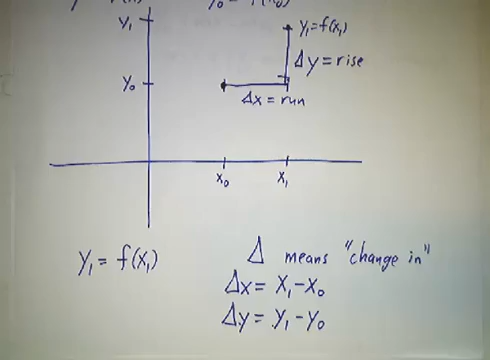 y₁
y₁=f(x₁)
Δy=rise
y₀
Δx=run
x₀ x₁
y₁=f(x₁)
Δ means "change in"
Δx= x₁-x₀
Δy= y₁-y₀